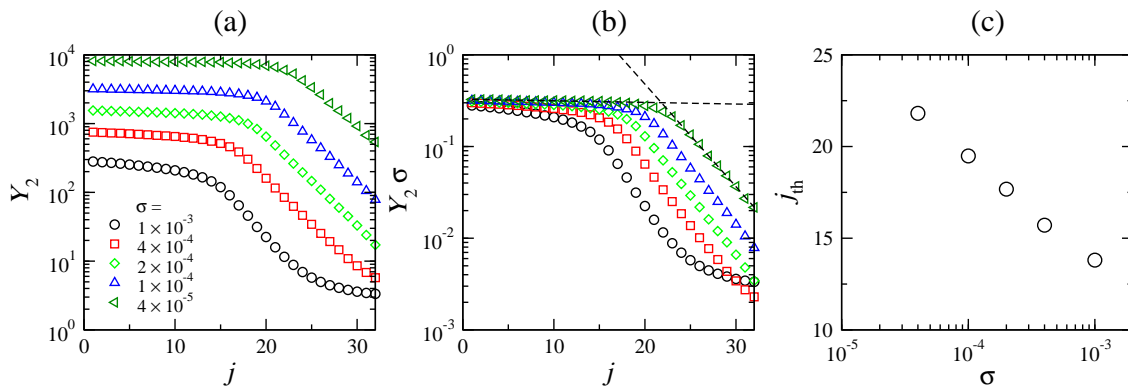 (a)
10^4
10^3
10^2
10^1
10^0
Y_2
σ =
1 × 10^-3
4 × 10^-4
2 × 10^-4
1 × 10^-4
4 × 10^-5
0 10 20 30
j
(b)
10^0
10^-1
10^-2
10^-3
Y_2 σ
0 10 20 30
j
(c)
25
20
15
10
j_th
10^-5 10^-4 10^-3
σ